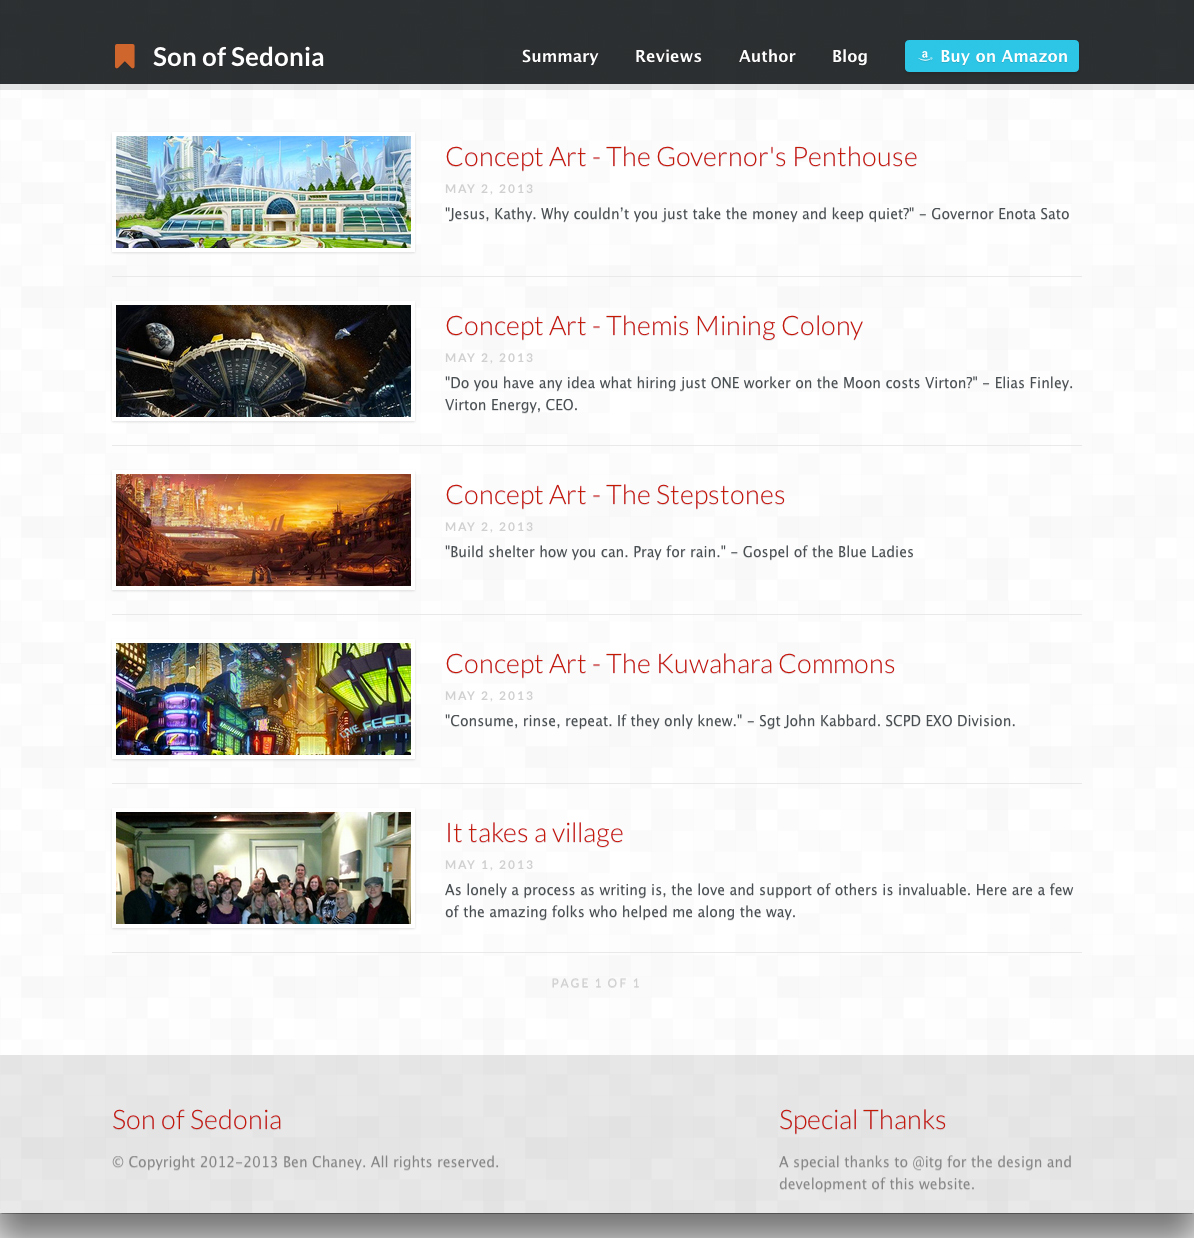 Son of Sedonia
Summary
Reviews
Author
Blog
a Buy on Amazon
Concept Art - The Governor's Penthouse
MAY 2, 2013
"Jesus, Kathy. Why couldn’t you just take the money and keep quiet?" – Governor Enota Sato
Concept Art - Themis Mining Colony
MAY 2, 2013
"Do you have any idea what hiring just ONE worker on the Moon costs Virton?" – Elias Finley.
Virton Energy, CEO.
Concept Art - The Stepstones
MAY 2, 2013
"Build shelter how you can. Pray for rain." – Gospel of the Blue Ladies
LIVE FEED
Concept Art - The Kuwahara Commons
MAY 2, 2013
"Consume, rinse, repeat. If they only knew." – Sgt John Kabbard. SCPD EXO Division.
It takes a village
MAY 1, 2013
As lonely a process as writing is, the love and support of others is invaluable. Here are a few
of the amazing folks who helped me along the way.
PAGE 1 OF 1
Son of Sedonia
© Copyright 2012–2013 Ben Chaney. All rights reserved.
Special Thanks
A special thanks to @itg for the design and
development of this website.